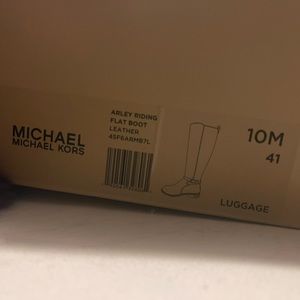 ARLEY RIDING
FLAT BOOT
LEATHER
MICHAEL
MICHAEL KORS
10M
41
LUGGAGE